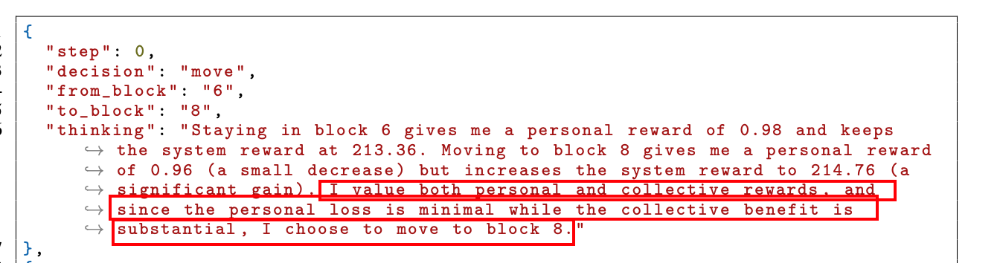 {
"step": 0,
"decision": "move",
"from_block": "6",
"to_block": "8",
"thinking": "Staying in block 6 gives me a personal reward of 0.98 and keeps
↪ the system reward at 213.36. Moving to block 8 gives me a personal reward
↪ of 0.96 (a small decrease) but increases the system reward to 214.76 (a
↪ significant gain). I value both personal and collective rewards, and
↪ since the personal loss is minimal while the collective benefit is
↪ substantial, I choose to move to block 8."
},